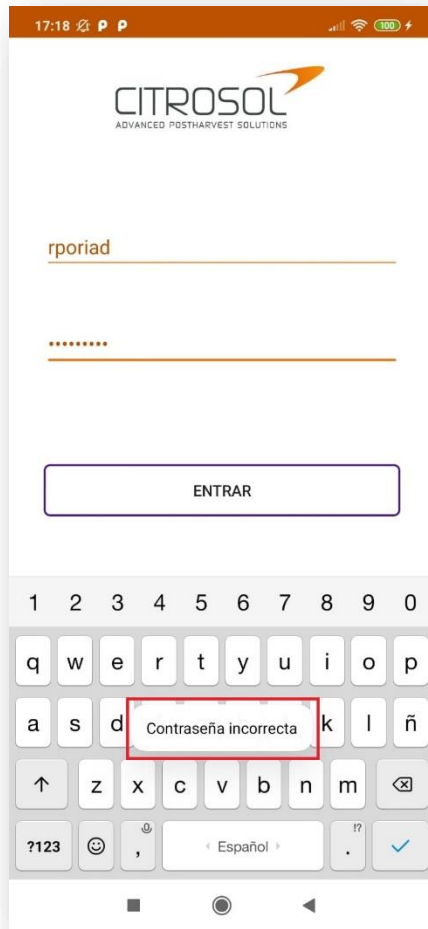 17:18
100
CITROSOL
ADVANCED POSTHARVEST SOLUTIONS
rporiad
•••••••••
ENTRAR
1 2 3 4 5 6 7 8 9 0
q w e r t y u i o p
a s d k l ñ
Contraseña incorrecta
z x c v b n m
?123 , Español . !?